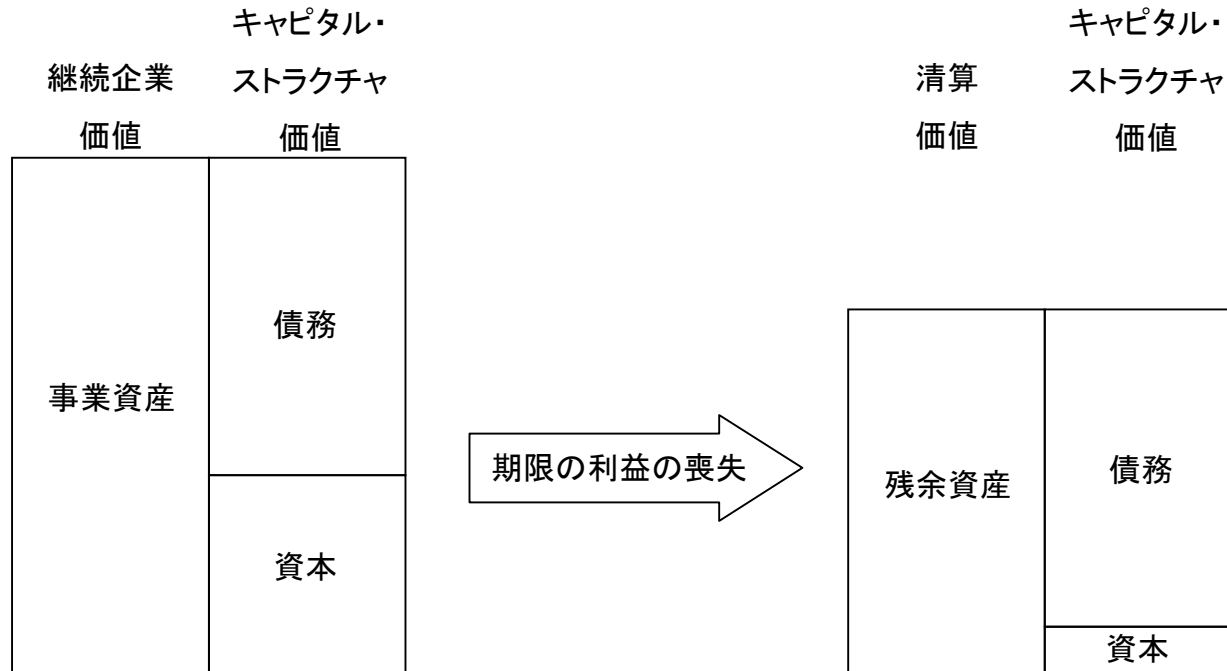 キャピタル・
継続企業 ストラクチャ
価値 価値
キャピタル・
清算 ストラクチャ
価値 価値
債務
事業資産
資本
期限の利益の喪失
残余資産
債務
資本